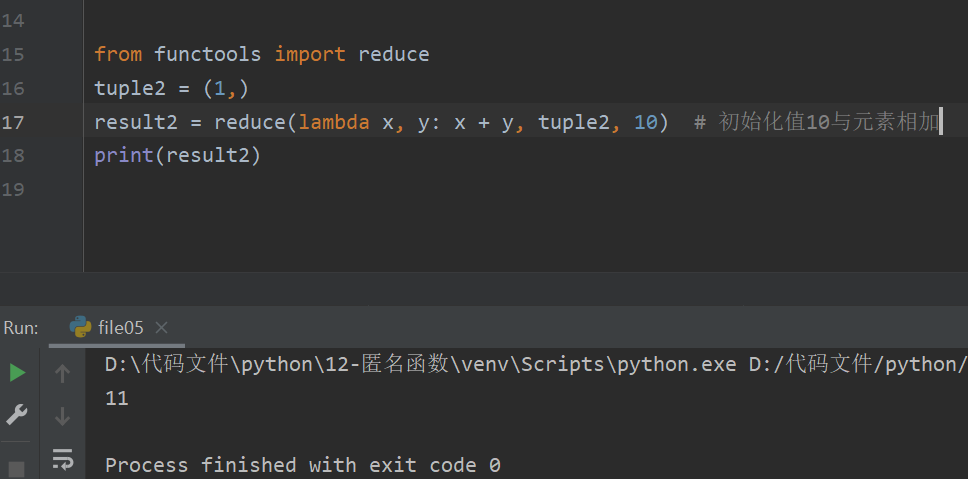 14
15 from functools import reduce
16 tuple2 = (1,)
17 result2 = reduce(lambda x, y: x + y, tuple2, 10)  # 初始化值10与元素相加
18 print(result2)
19
Run: file05
D:\代码文件\python\12-匿名函数\venv\Scripts\python.exe D:/代码文件/python/
11
Process finished with exit code 0